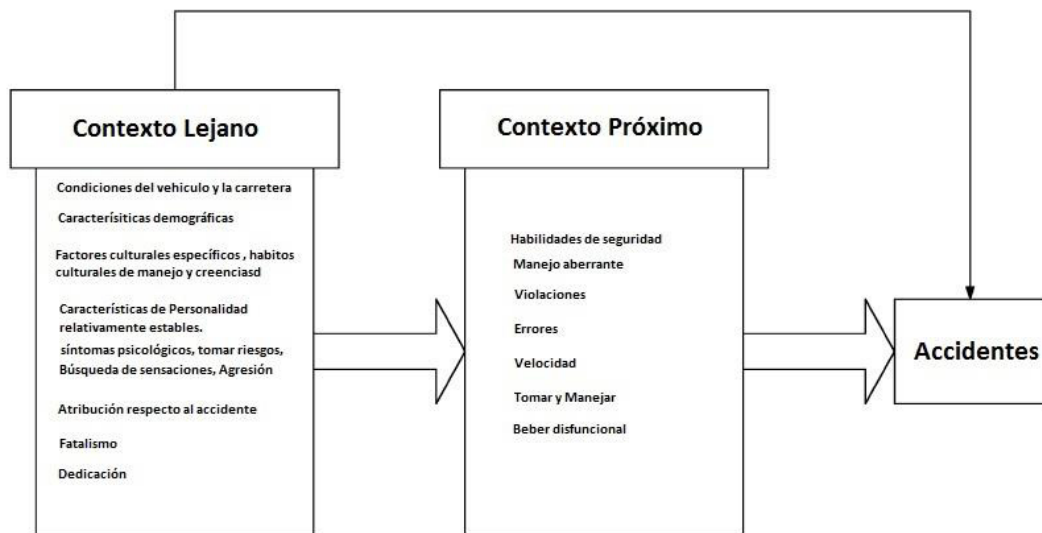 Contexto Lejano
Condiciones del vehiculo y la carretera
Caracterísiticas demográficas
Factores culturales específicos , habitos
culturales de manejo y creenciasd
Características de Personalidad
relativamente estables.
síntomas psicológicos, tomar riesgos,
Búsqueda de sensaciones, Agresión
Atribución respecto al accidente
Fatalismo
Dedicación
Contexto Próximo
Habilidades de seguridad
Manejo aberrante
Violaciones
Errores
Velocidad
Tomar y Manejar
Beber disfuncional
Accidentes